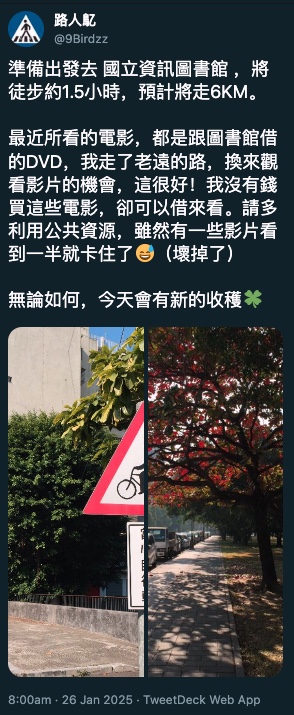 路人
@9Birdzz
準備出發去 國立資訊圖書館 ，將
徒步約1.5小時，預計將走6KM。
最近所看的電影，都是跟圖書館借
的DVD，我走了老遠的路，換來觀
看影片的機會，這很好！我沒有錢
買這些電影，卻可以借來看。請多
利用公共資源，雖然有一些影片看
到一半就卡住了😅（壞掉了）
無論如何，今天會有新的收穫🍀
8:00am · 26 Jan 2025 · TweetDeck Web App